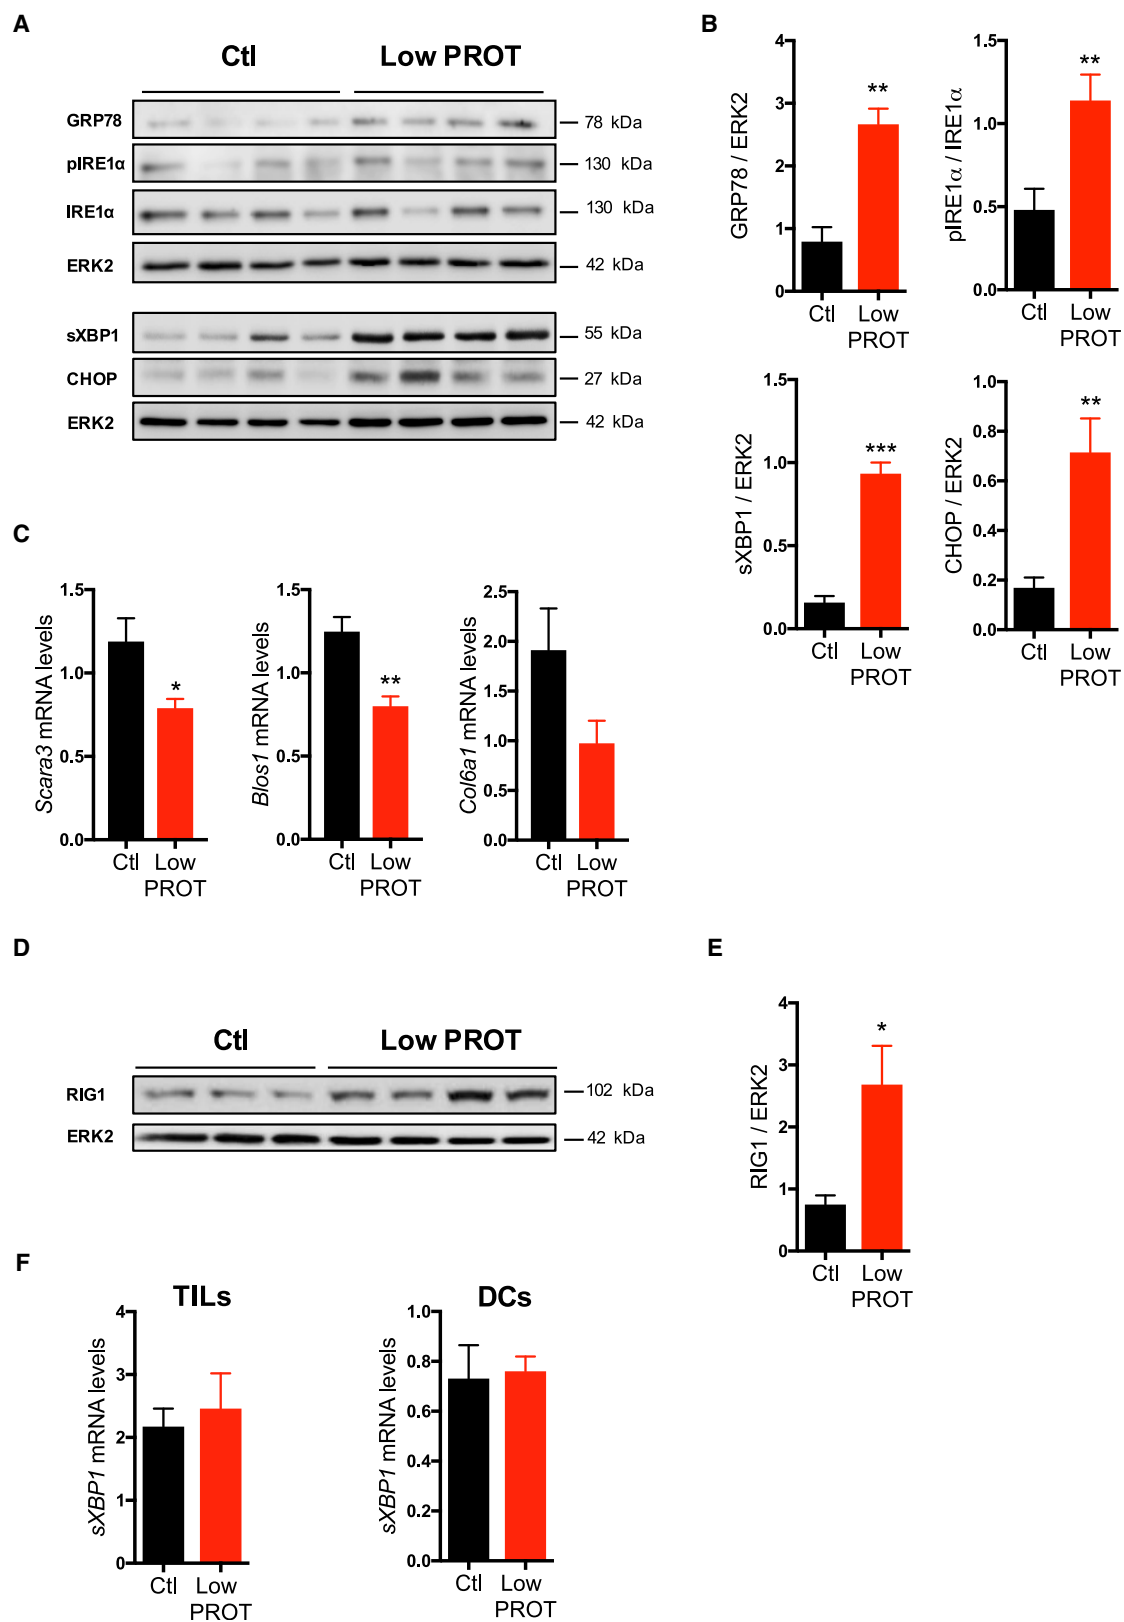 A
Ctl Low PROT
GRP78 78 kDa
pIRE1α 130 kDa
IRE1α 130 kDa
ERK2 42 kDa
sXBP1 55 kDa
CHOP 27 kDa
ERK2 42 kDa
B
GRP78 / ERK2
4
3
2
1
0
**
Ctl Low
PROT
pIRE1α / IRE1α
1.5
1.0
0.5
0.0
**
Ctl Low
PROT
sXBP1 / ERK2
1.5
1.0
0.5
0.0
***
Ctl Low
PROT
CHOP / ERK2
1.0
0.8
0.6
0.4
0.2
0.0
**
Ctl Low
PROT
C
Scara3 mRNA levels
1.5
1.0
0.5
0.0
*
Ctl Low
PROT
Blos1 mRNA levels
1.5
1.0
0.5
0.0
**
Ctl Low
PROT
Col6a1 mRNA levels
2.5
2.0
1.5
1.0
0.5
0.0
Ctl Low
PROT
D
Ctl Low PROT
RIG1 102 kDa
ERK2 42 kDa
E
RIG1 / ERK2
4
3
2
1
0
*
Ctl Low
PROT
F
TILs
sXBP1 mRNA levels
4
3
2
1
0
Ctl Low
PROT
DCs
sXBP1 mRNA levels
1.0
0.8
0.6
0.4
0.2
0.0
Ctl Low
PROT